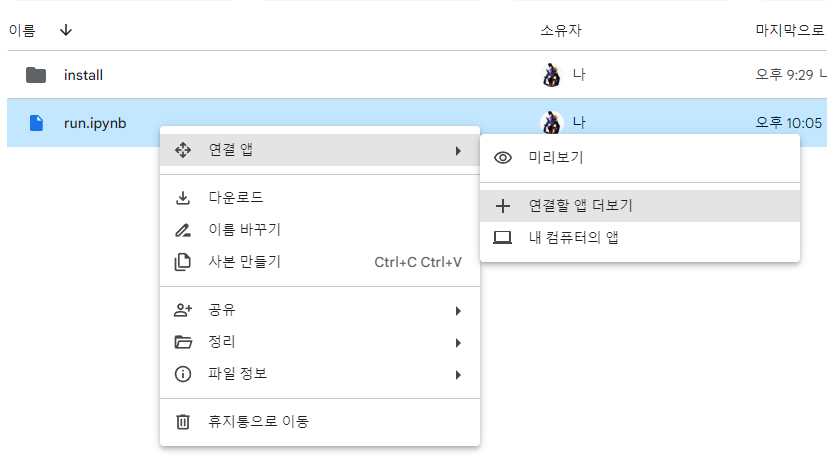 이름 소유자 마지막으로
install 나 오후 9:29
run.ipynb 나 오후 10:05
연결 앱
다운로드
이름 바꾸기
사본 만들기 Ctrl+C Ctrl+V
공유
정리
파일 정보
휴지통으로 이동
미리보기
연결할 앱 더보기
내 컴퓨터의 앱